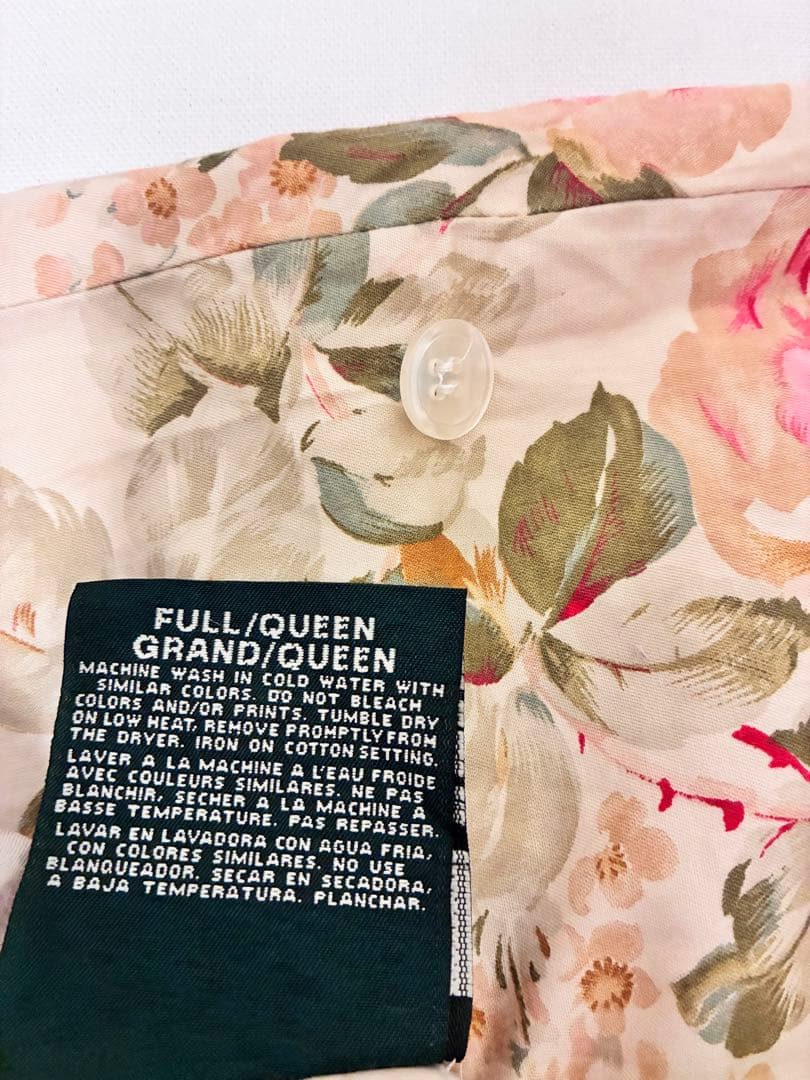 FULL/QUEEN
GRAND/QUEEN
MACHINE WASH IN COLD WATER WITH
SIMILAR COLORS. DO NOT BLEACH
COLORS AND/OR PRINTS. TUMBLE DRY
ON LOW HEAT, REMOVE PROMPTLY FROM
THE DRYER. IRON ON COTTON SETTING.
LAVER A LA MACHINE A L'EAU FROIDE
AVEC COULEURS SIMILARES. NE PAS
BLANCHIR, SECHER A LA MACHINE A
BASSE TEMPERATURE. PAS REPASSER.
LAVAR EN LAVADORA CON AGUA FRIA,
CON COLORES SIMILARES. NO USE
BLANQUEADOR. SECAR EN SECADORA,
A BAJA TEMPERATURA. PLANCHAR.